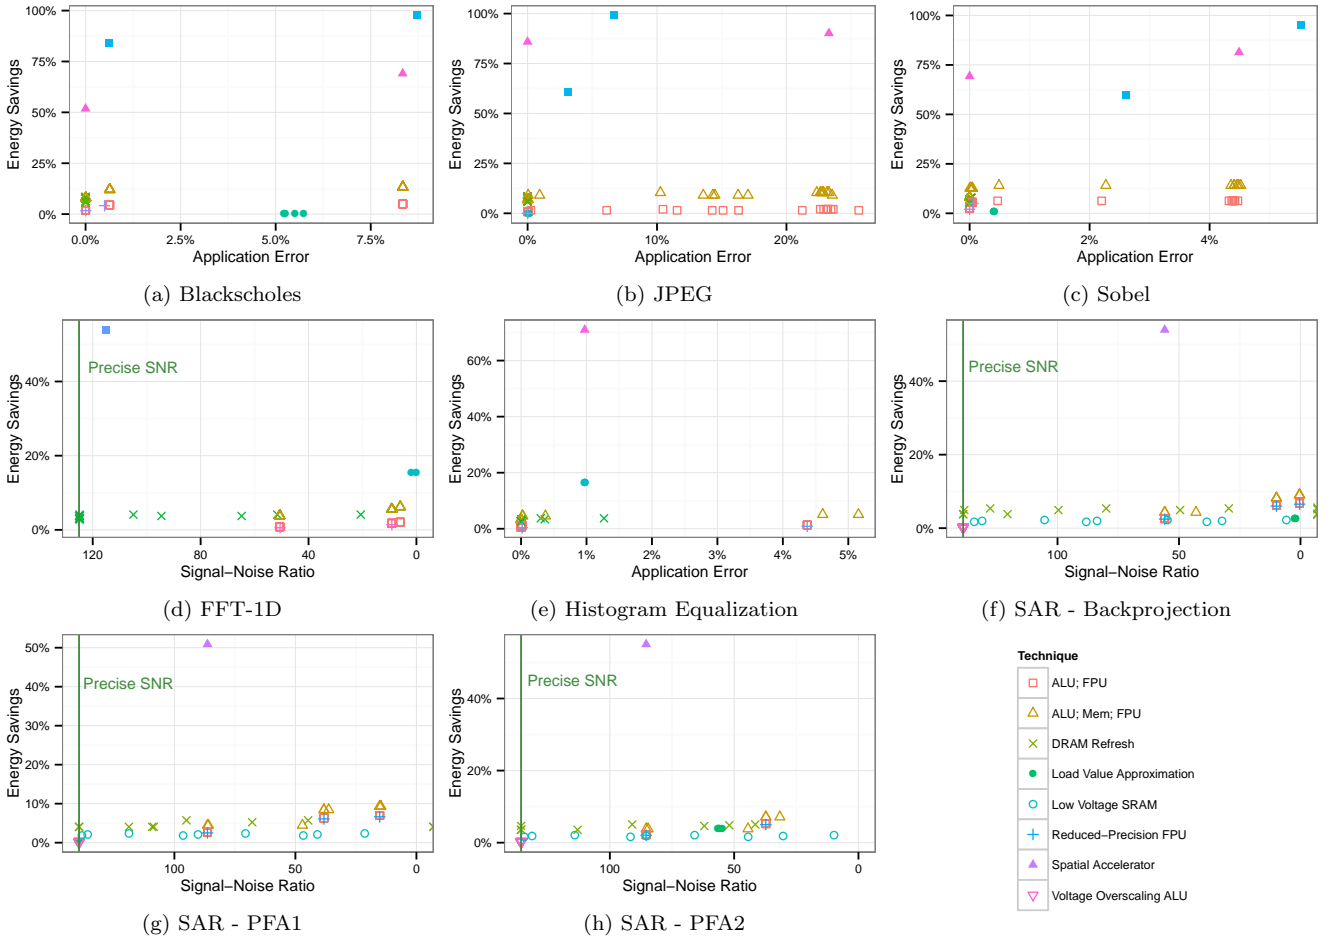 100%
75%
50%
25%
0%
Energy Savings
0.0% 2.5% 5.0% 7.5%
Application Error
(a) Blackscholes
100%
75%
50%
25%
0%
Energy Savings
0% 10% 20%
Application Error
(b) JPEG
100%
75%
50%
25%
0%
Energy Savings
0% 2% 4%
Application Error
(c) Sobel
40%
20%
0%
Energy Savings
Precise SNR
120 80 40 0
Signal−Noise Ratio
(d) FFT-1D
60%
40%
20%
0%
Energy Savings
0% 1% 2% 3% 4% 5%
Application Error
(e) Histogram Equalization
40%
20%
0%
Energy Savings
Precise SNR
100 50 0
Signal−Noise Ratio
(f) SAR - Backprojection
50%
40%
30%
20%
10%
0%
Energy Savings
Precise SNR
100 50 0
Signal−Noise Ratio
(g) SAR - PFA1
40%
20%
0%
Energy Savings
Precise SNR
100 50 0
Signal−Noise Ratio
(h) SAR - PFA2
Technique
ALU; FPU
ALU; Mem; FPU
DRAM Refresh
Load Value Approximation
Low Voltage SRAM
Reduced−Precision FPU
Spatial Accelerator
Voltage Overscaling ALU